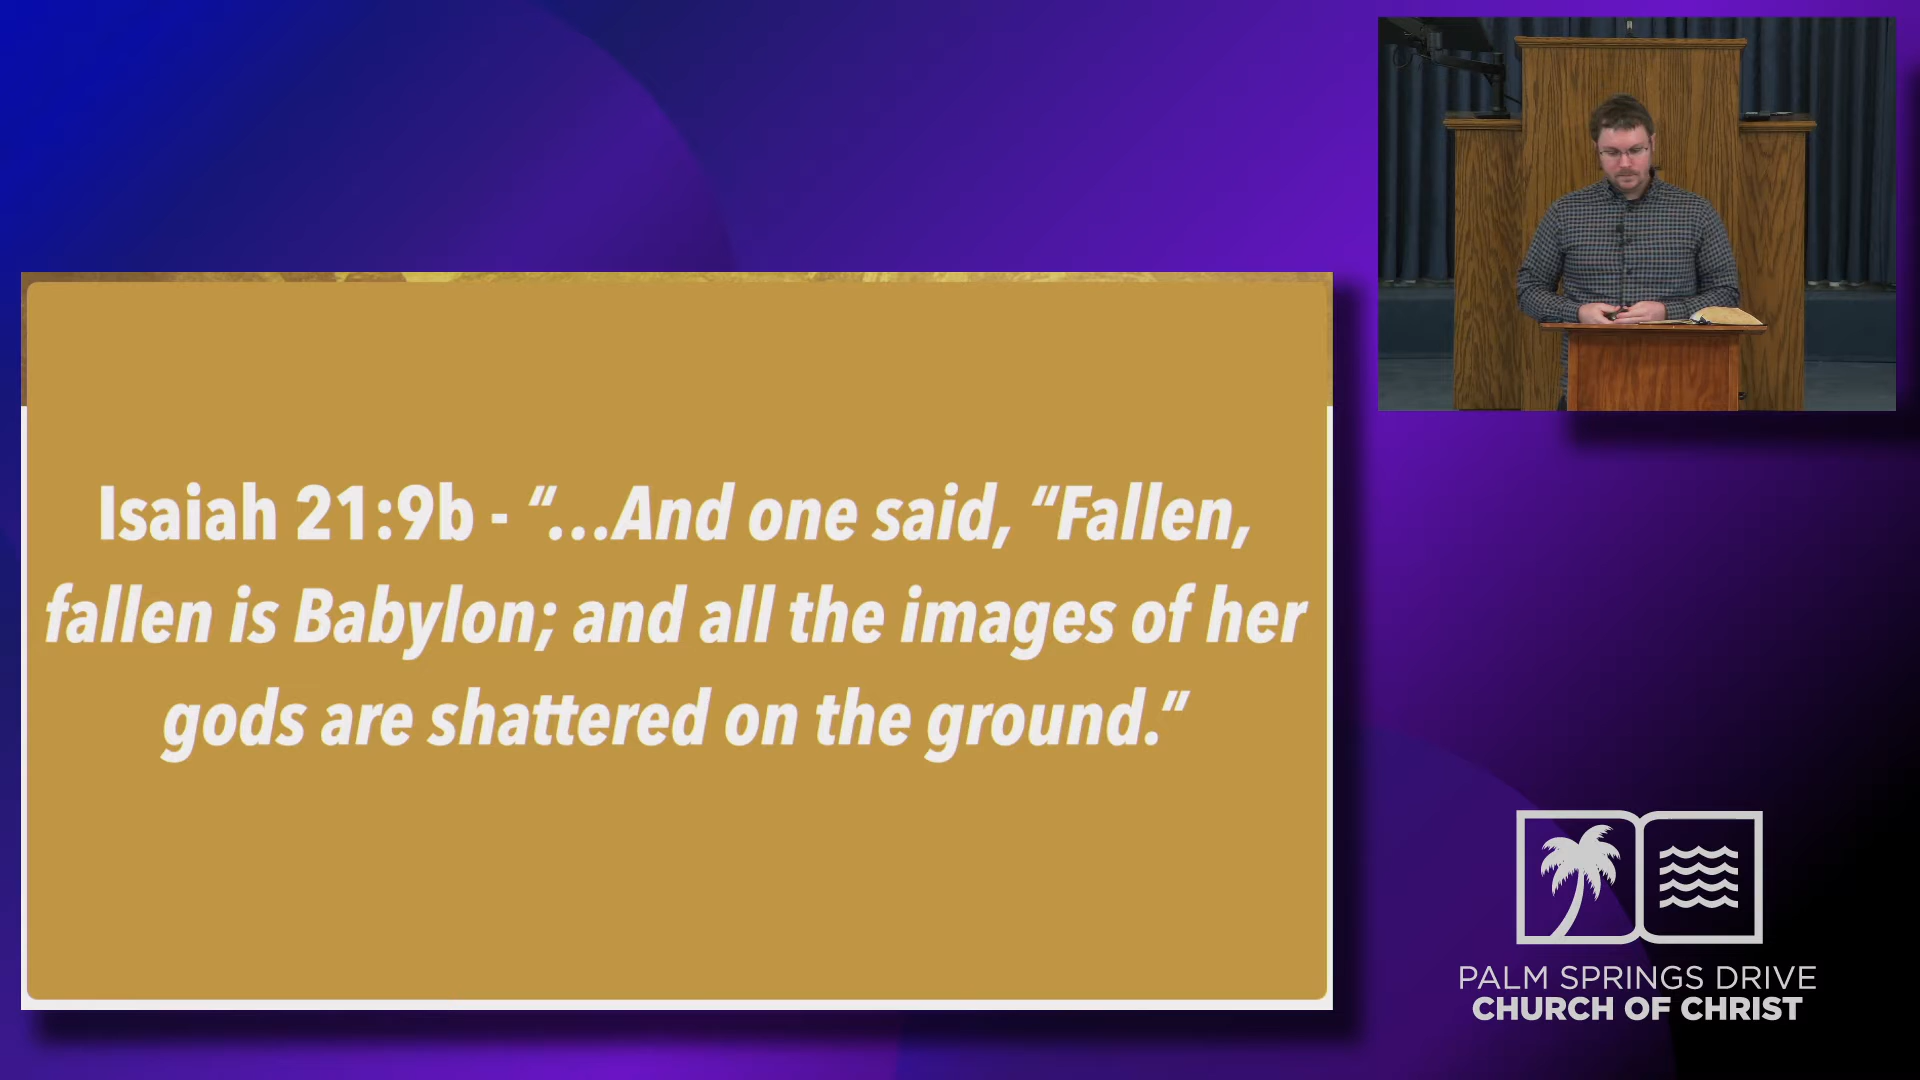 Isaiah 21:9b - “...And one said, “Fallen,
fallen is Babylon; and all the images of her
gods are shattered on the ground.”
PALM SPRINGS DRIVE
CHURCH OF CHRIST